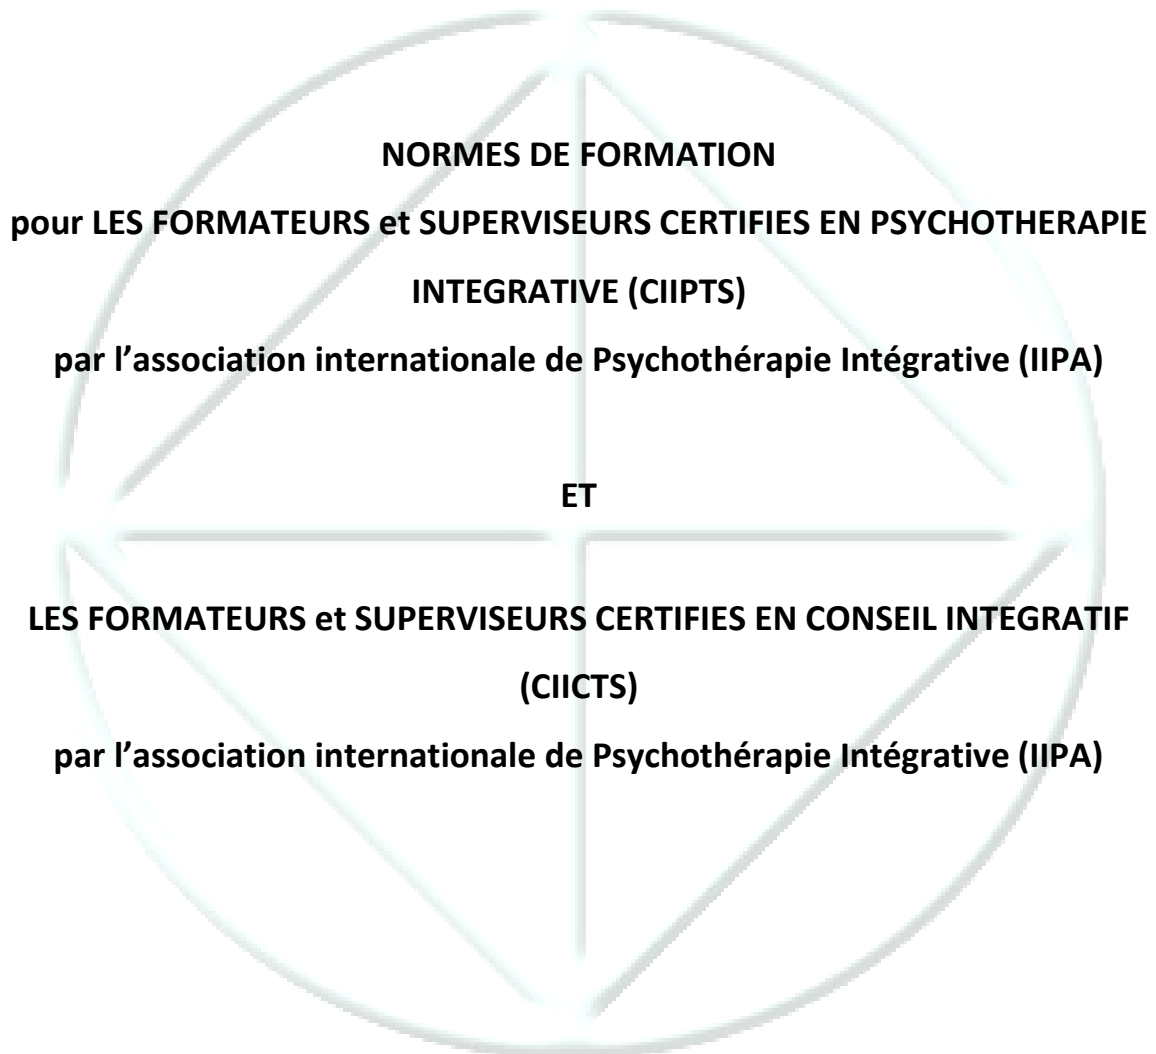 NORMES DE FORMATION
pour LES FORMATEURS et SUPERVISEURS CERTIFIES EN PSYCHOTHERAPIE
INTEGRATIVE (CIIPTS)
par l’association internationale de Psychothérapie Intégrative (IIPA)
ET
LES FORMATEURS et SUPERVISEURS CERTIFIES EN CONSEIL INTEGRATIF
(CIICTS)
par l’association internationale de Psychothérapie Intégrative (IIPA)